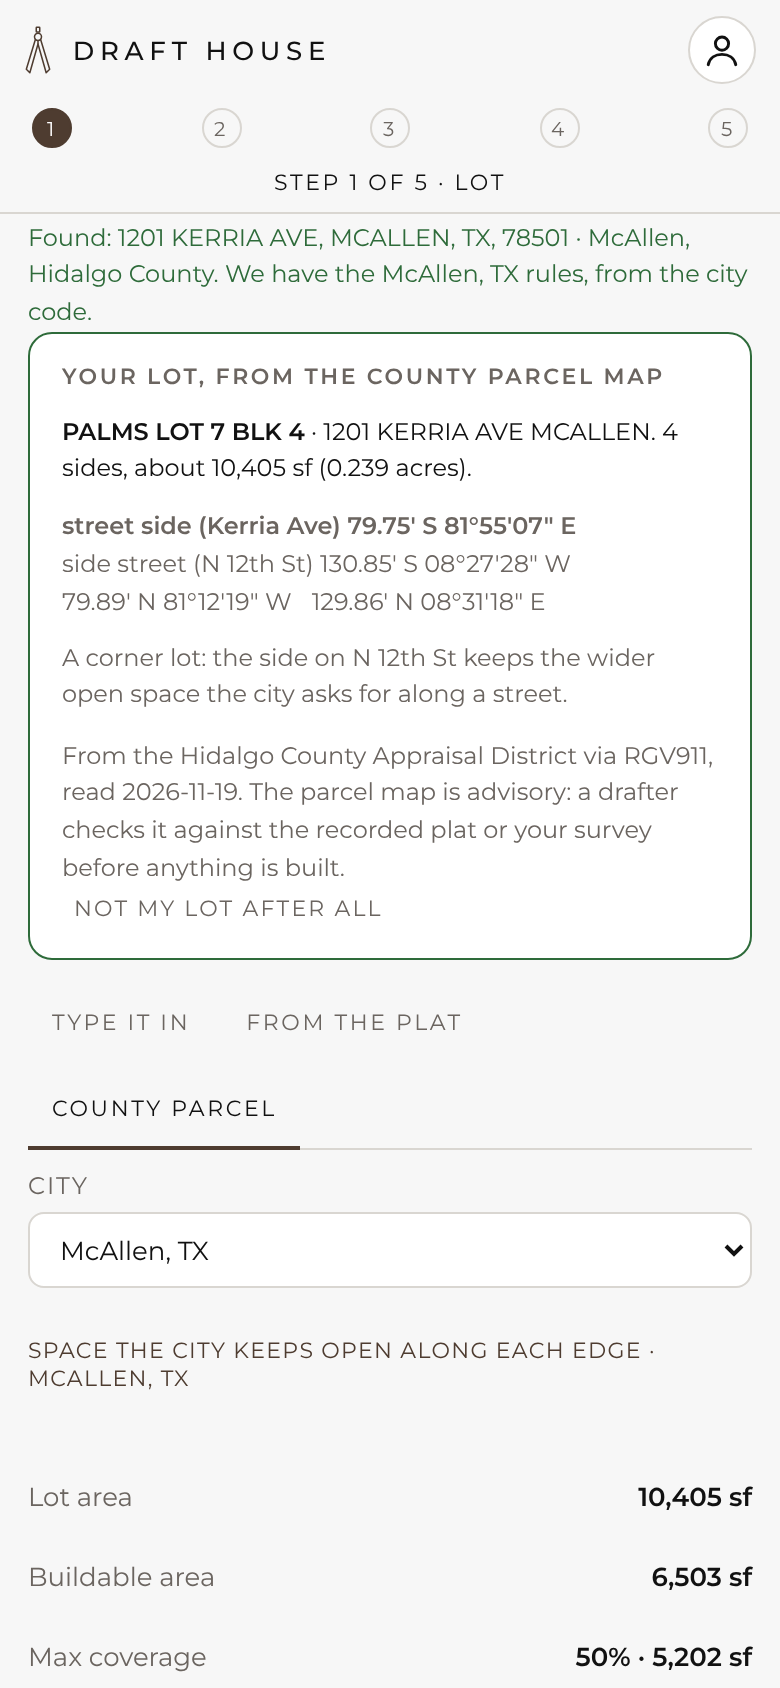 DRAFT HOUSE
1 2 3 4 5
STEP 1 OF 5 · LOT
Found: 1201 KERRIA AVE, MCALLEN, TX, 78501 · McAllen,
Hidalgo County. We have the McAllen, TX rules, from the city
code.
YOUR LOT, FROM THE COUNTY PARCEL MAP
PALMS LOT 7 BLK 4 · 1201 KERRIA AVE MCALLEN. 4
sides, about 10,405 sf (0.239 acres).
street side (Kerria Ave) 79.75' S 81°55'07" E
side street (N 12th St) 130.85' S 08°27'28" W
79.89' N 81°12'19" W 129.86' N 08°31'18" E
A corner lot: the side on N 12th St keeps the wider
open space the city asks for along a street.
From the Hidalgo County Appraisal District via RGV911,
read 2026-11-19. The parcel map is advisory: a drafter
checks it against the recorded plat or your survey
before anything is built.
NOT MY LOT AFTER ALL
TYPE IT IN FROM THE PLAT
COUNTY PARCEL
CITY
McAllen, TX
SPACE THE CITY KEEPS OPEN ALONG EACH EDGE ·
MCALLEN, TX
Lot area 10,405 sf
Buildable area 6,503 sf
Max coverage 50% · 5,202 sf